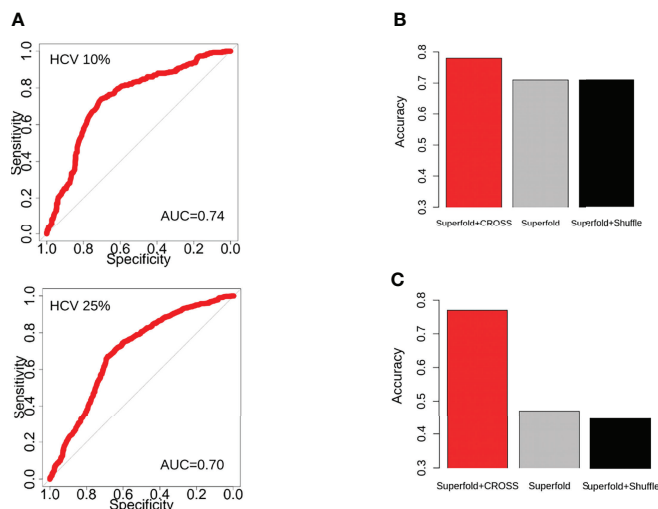 A
HCV 10%
Sensitivity
0.0 0.2 0.4 0.6 0.8 1.0
AUC=0.74
1.0 0.8 0.6 0.4 0.2 0.0
Specificity
HCV 25%
Sensitivity
0.0 0.2 0.4 0.6 0.8 1.0
AUC=0.70
1.0 0.8 0.6 0.4 0.2 0.0
Specificity
B
Accuracy
0.3 0.4 0.5 0.6 0.7 0.8
Superfold+CROSS Superfold Superfold+Shuffle
C
Accuracy
0.3 0.4 0.5 0.6 0.7 0.8
Superfold+CROSS Superfold Superfold+Shuffle